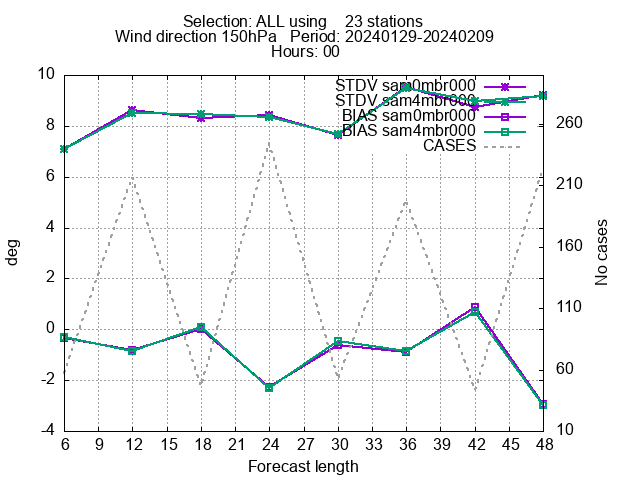 Selection: ALL using    23 stations
Wind direction 150hPa   Period: 20240129-20240209
Hours: 00
STDV sam0mbr000
STDV sam4mbr000
BIAS sam0mbr000
BIAS sam4mbr000
CASES
deg
10
8
6
4
2
0
-2
-4
No cases
260
210
160
110
60
10
6 9 12 15 18 21 24 27 30 33 36 39 42 45 48
Forecast length